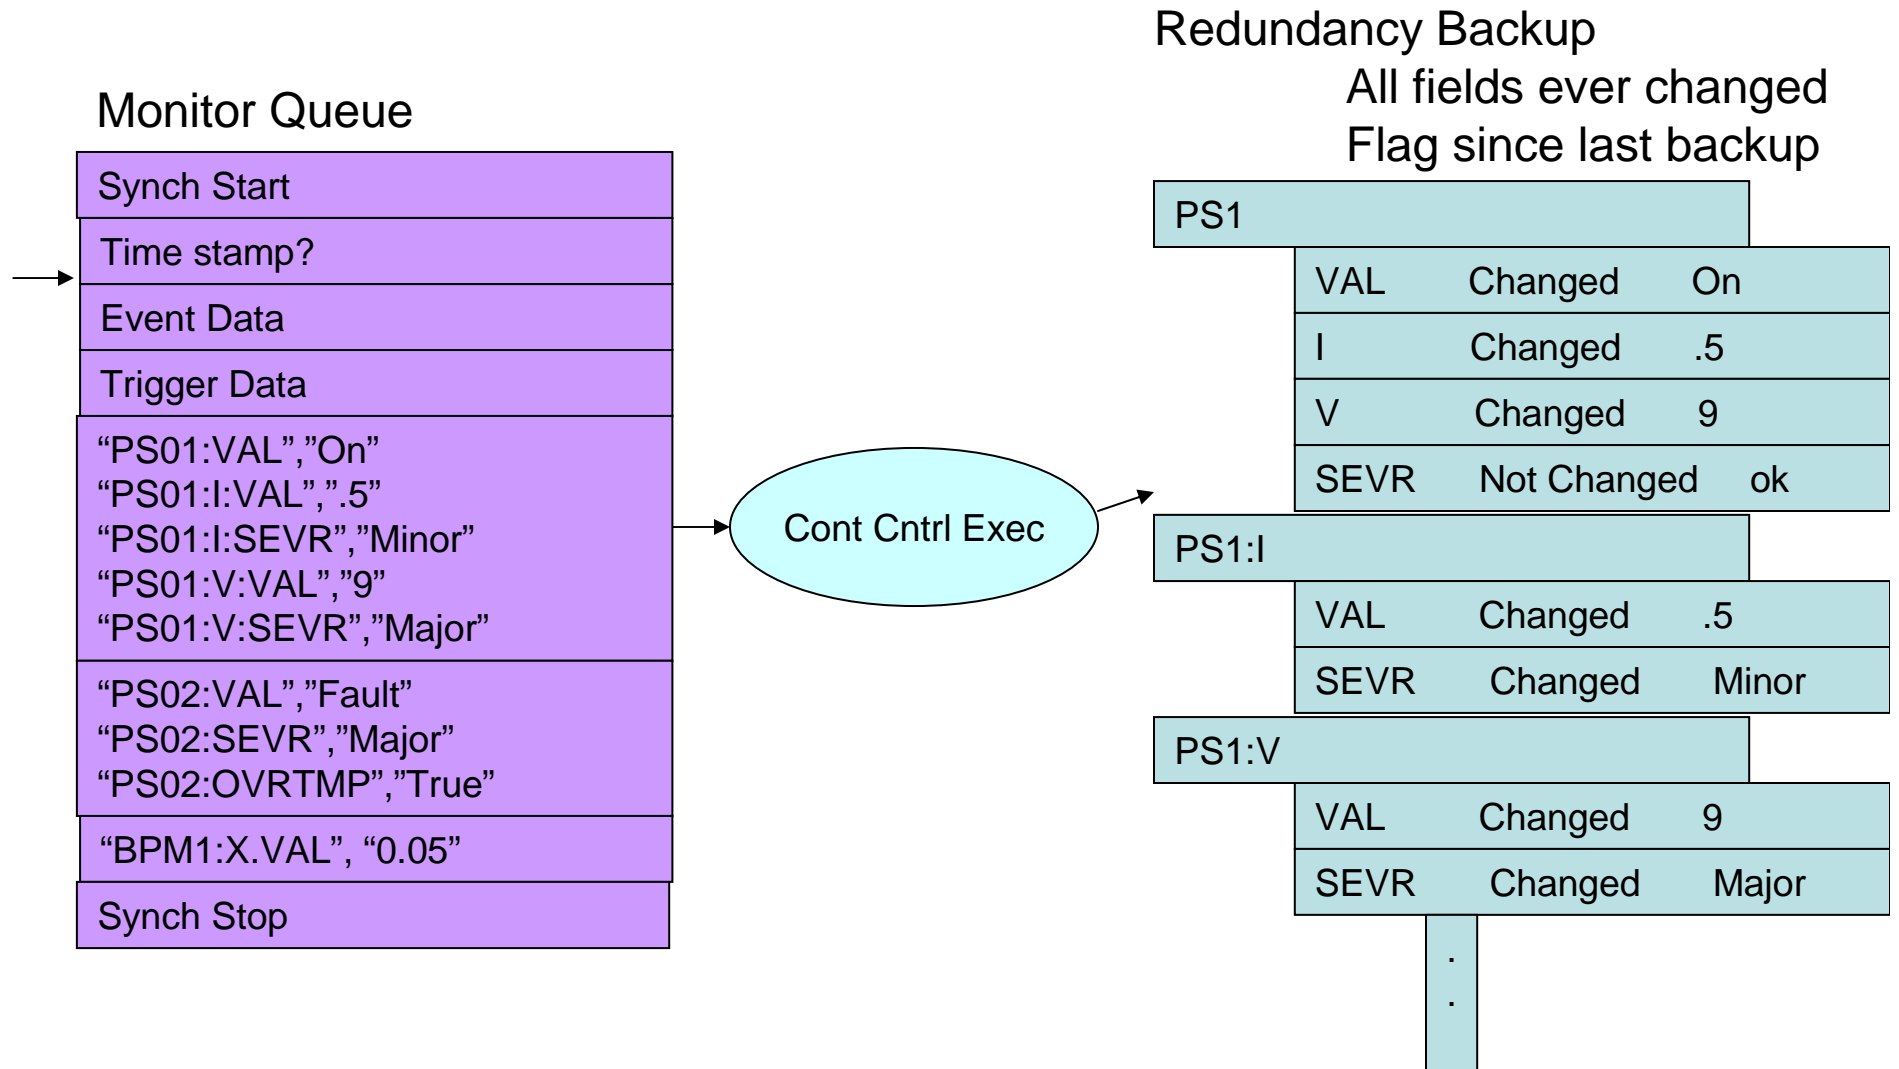 Redundancy Backup
All fields ever changed
Flag since last backup
Monitor Queue
Synch Start
Time stamp?
Event Data
Trigger Data
“PS01:VAL”,”On”
“PS01:I:VAL”,”.5”
“PS01:I:SEVR”,”Minor”
“PS01:V:VAL”,”9”
“PS01:V:SEVR”,”Major”
“PS02:VAL”,”Fault”
“PS02:SEVR”,”Major”
“PS02:OVRTMP”,”True”
“BPM1:X.VAL”, “0.05”
Synch Stop
Cont Cntrl Exec
PS1
VAL Changed On
I Changed .5
V Changed 9
SEVR Not Changed ok
PS1:I
VAL Changed .5
SEVR Changed Minor
PS1:V
VAL Changed 9
SEVR Changed Major
.
.